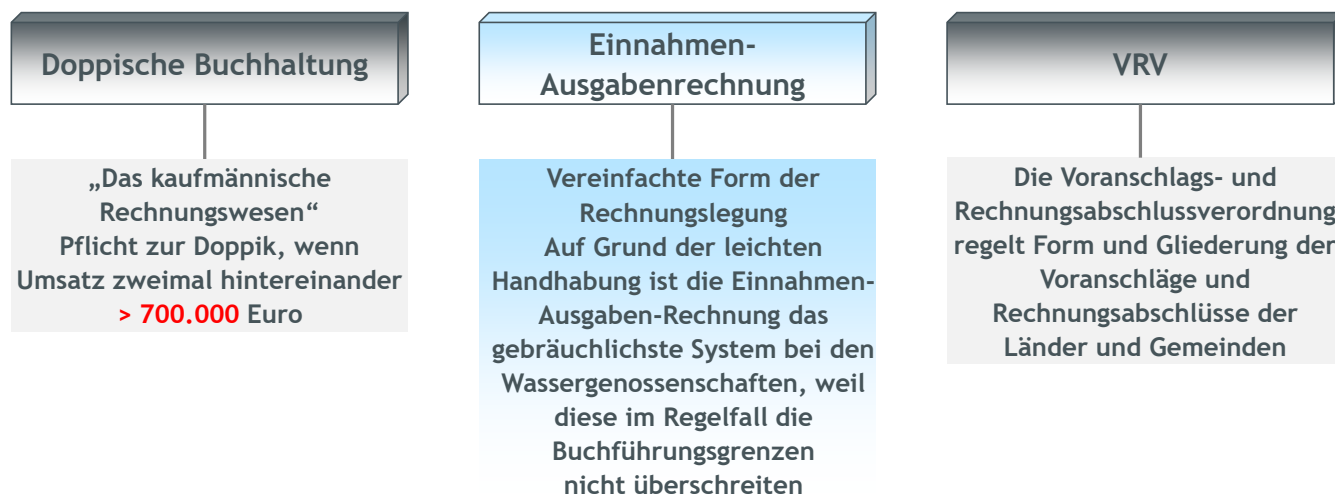 Doppische Buchhaltung
„Das kaufmännische
Rechnungswesen“
Pflicht zur Doppik, wenn
Umsatz zweimal hintereinander
> 700.000 Euro
Einnahmen-
Ausgabenrechnung
Vereinfachte Form der
Rechnungslegung
Auf Grund der leichten
Handhabung ist die Einnahmen-
Ausgaben-Rechnung das
gebräuchlichste System bei den
Wassergenossenschaften, weil
diese im Regelfall die
Buchführungsgrenzen
nicht überschreiten
VRV
Die Voranschlags- und
Rechnungsabschlussverordnung
regelt Form und Gliederung der
Voranschläge und
Rechnungsabschlüsse der
Länder und Gemeinden